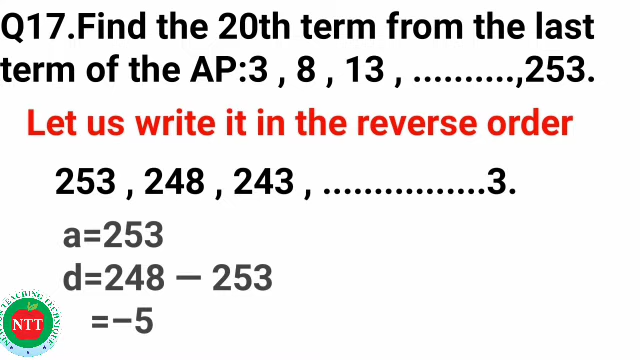 Q17.Find the 20th term from the last
term of the AP:3 , 8 , 13 , ..........,253.
Let us write it in the reverse order
253 , 248 , 243 , ................3.
a=253
d=248 — 253
=−5
NTT